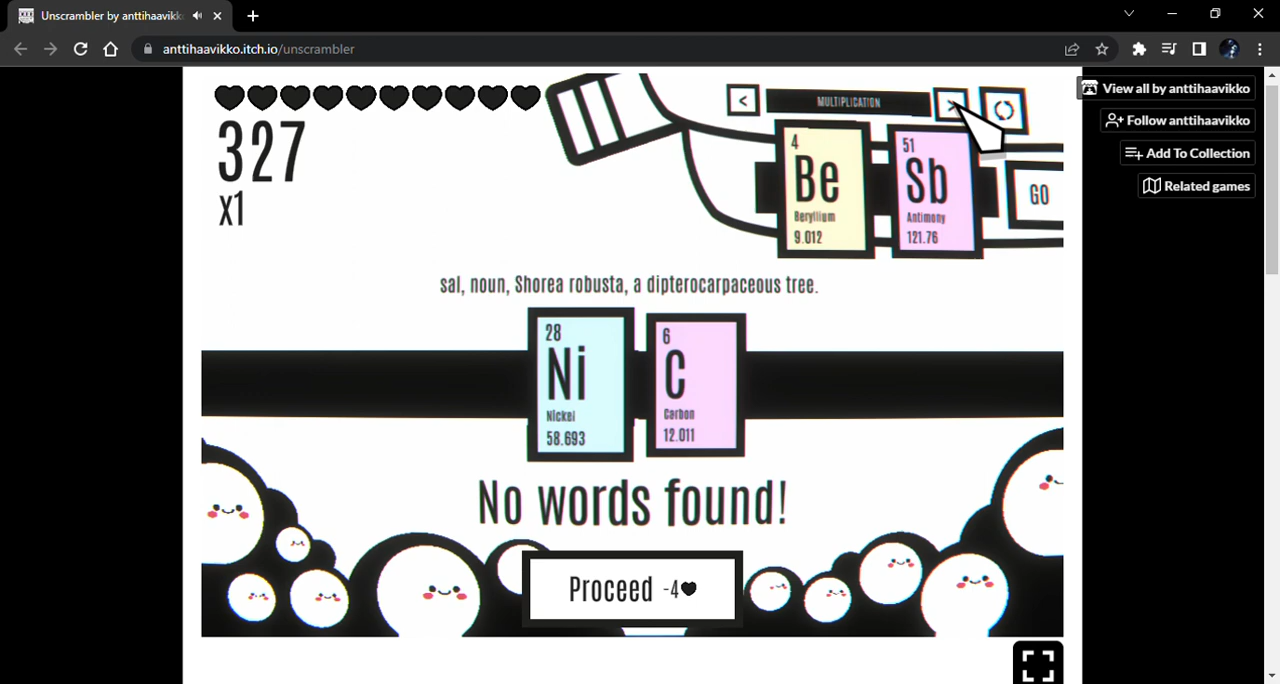 Unscrambler by anttihaavikk
anttihaavikko.itch.io/unscrambler
View all by anttihaavikko
Follow anttihaavikko
Add To Collection
Related games
327
x1
<
MULTIPLICATION
>
4
Be
Beryllium
9.012
51
Sb
Antimony
121.76
GO
sal, noun, Shorea robusta, a dipterocarpaceous tree.
28
Ni
Nickel
58.693
6
C
Carbon
12.011
No words found!
Proceed -4